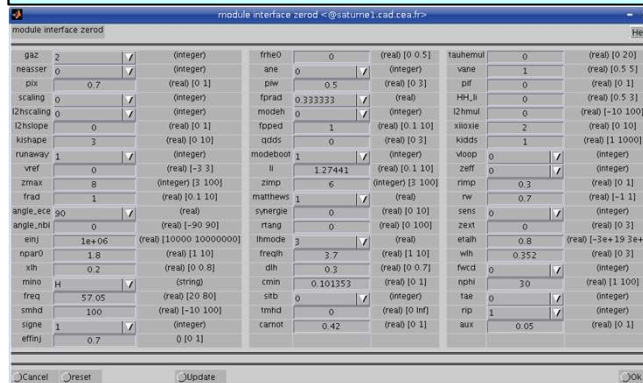 module interface zerod <@saturne1.cad.cea.fr>
module interface zerod He
gaz 2 (integer) frhe0 0 (real) [0 0.5] tauhemul 0 (real) [0 20]
neasser 0 (integer) ane 0 (integer) vane 1 (real) [0.5 5]
pix 0.7 (real) [0 1] piw 0.5 (real) [0 3] pif 0 (real) [0 1]
scaling 0 (integer) fprad 0.333333 (real) HH_li 0 (real) [0.5 3]
l2hscaling 0 (integer) modeh 0 (integer) l2hmul 0 (real) [-10 100]
l2hslope 0 (real) [0 1] fpped 1 (real) [0.1 10] xiioxie 2 (real) [0 10]
kishape 3 (real) [0 10] qdds 0 (real) [0 3] kidds 1 (real) [1 1000]
runaway 1 (integer) modeboot 1 (integer) vloop 0 (integer)
vref 0 (real) [-3 3] li 1.27441 (real) [0.1 10] zeff 0 (integer)
zmax 8 (integer) [3 100] zimp 6 (integer) [3 100] rimp 0.3 (real) [0 1]
frad 1 (real) [0.1 10] matthews 1 (real) rw 0.7 (real) [-1 1]
angle_ece 90 (real) synergie 0 (real) [0 10] sens 0 (integer)
angle_nbi 0 (real) [-90 90] rtang 0 (real) [0 100] zext 0 (real) [0 3]
einj 1e+06 (real) [10000 10000000] lhmode 3 (real) etalh 0.8 (real) [-3e+19 3e+
npar0 1.8 (real) [1 10] freqlh 3.7 (real) [1 10] wlh 0.352 (real) [0 3]
xlh 0.2 (real) [0 0.8] dlh 0.3 (real) [0 0.7] fwcd 0 (integer)
mino H (string) cmin 0.101353 (real) [0 1] nphi 30 (real) [1 100]
freq 57.05 (real) [20 80] sitb 0 (integer) tae 0 (integer)
smhd 100 (real) [-10 100] tmhd 0 (real) [0 Inf] rip 1 (integer)
signe 1 (integer) carnot 0.42 (real) [0 1] aux 0.05 (real) [0 1]
effinj 0.7 () [0 1]
Cancel reset Update Ok